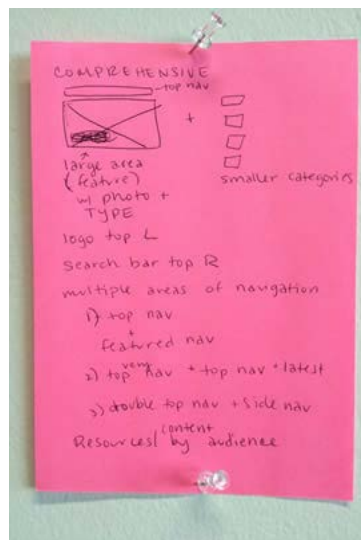 COMPREHENSIVE
top nav
+
large area
(feature)
w/ photo +
TYPE
smaller categories
logo top L
search bar top R
multiple areas of navigation
1) top nav
+
featured nav
2) top very nav + top nav + latest
3) double top nav + side nav
Resources/content by audience